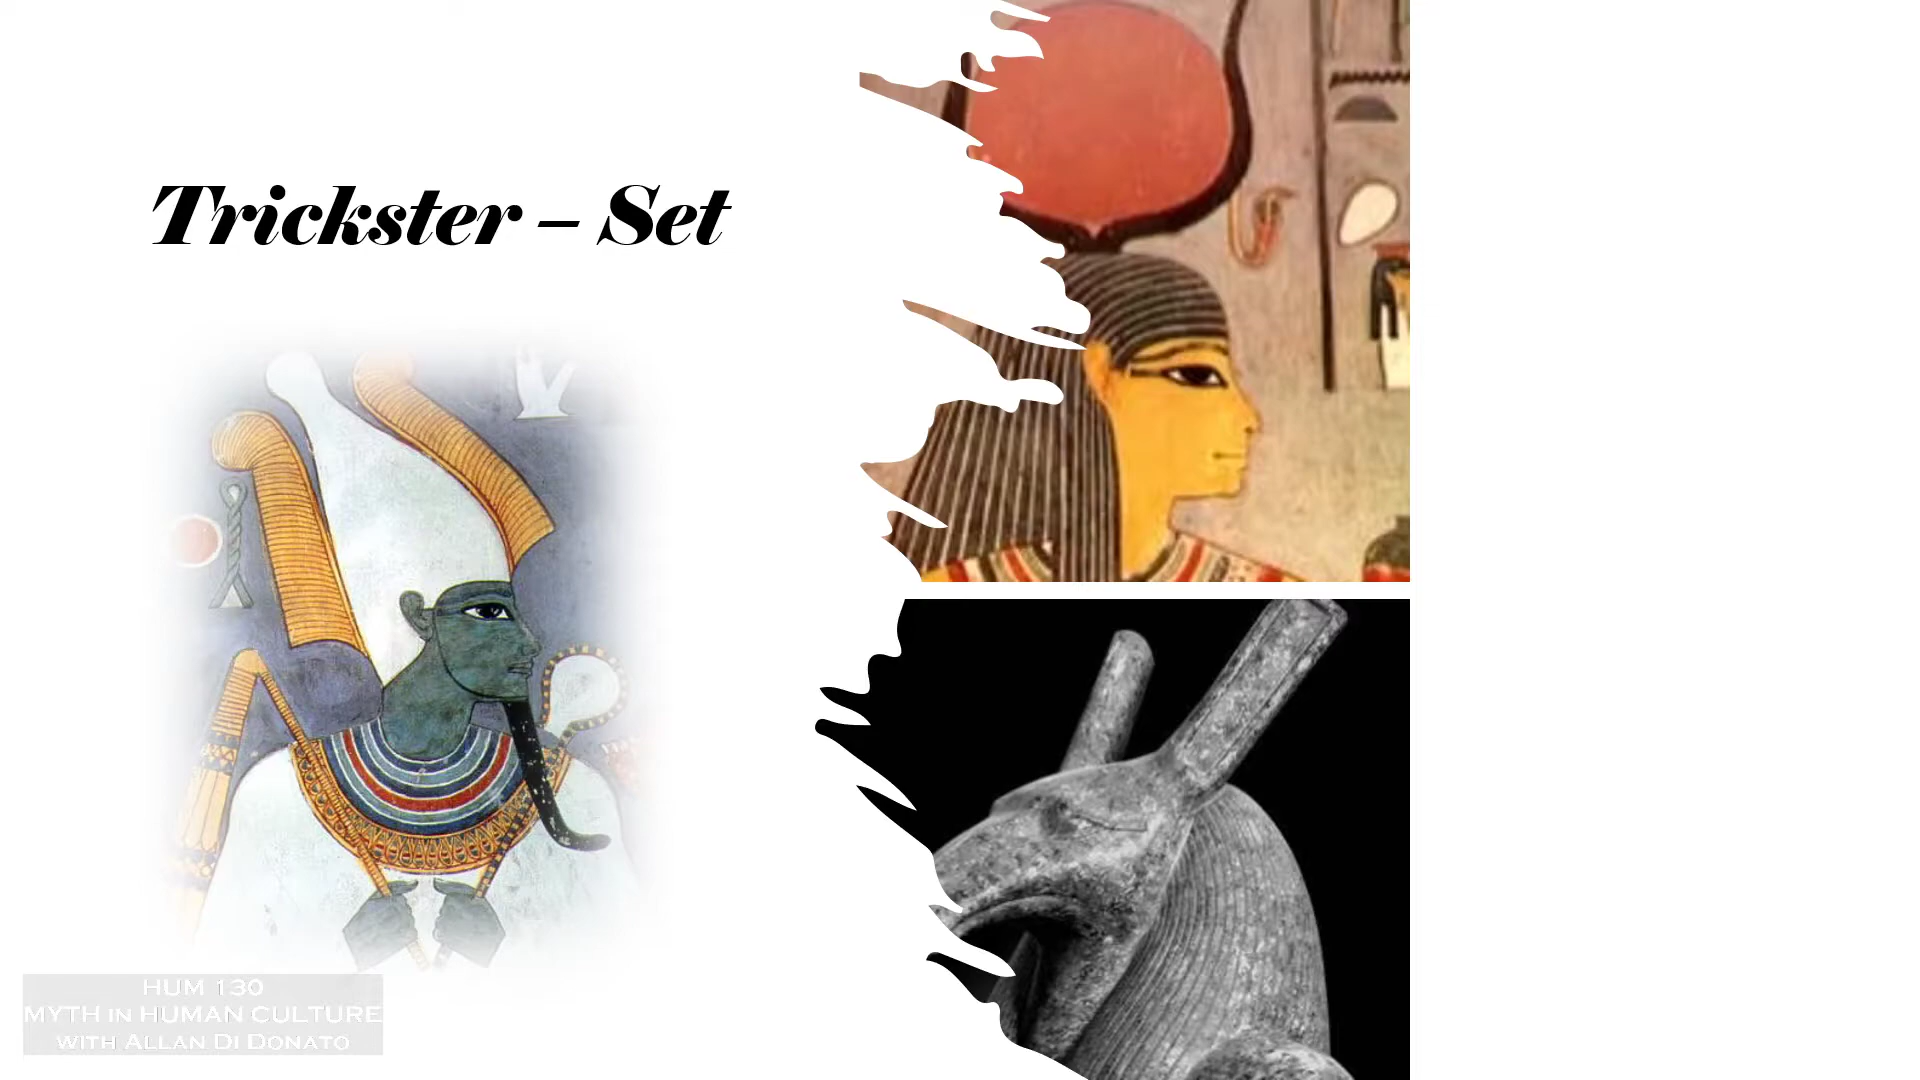 Trickster – Set
HUM 130
MYTH in HUMAN CULTURE
with Allan Di Donato